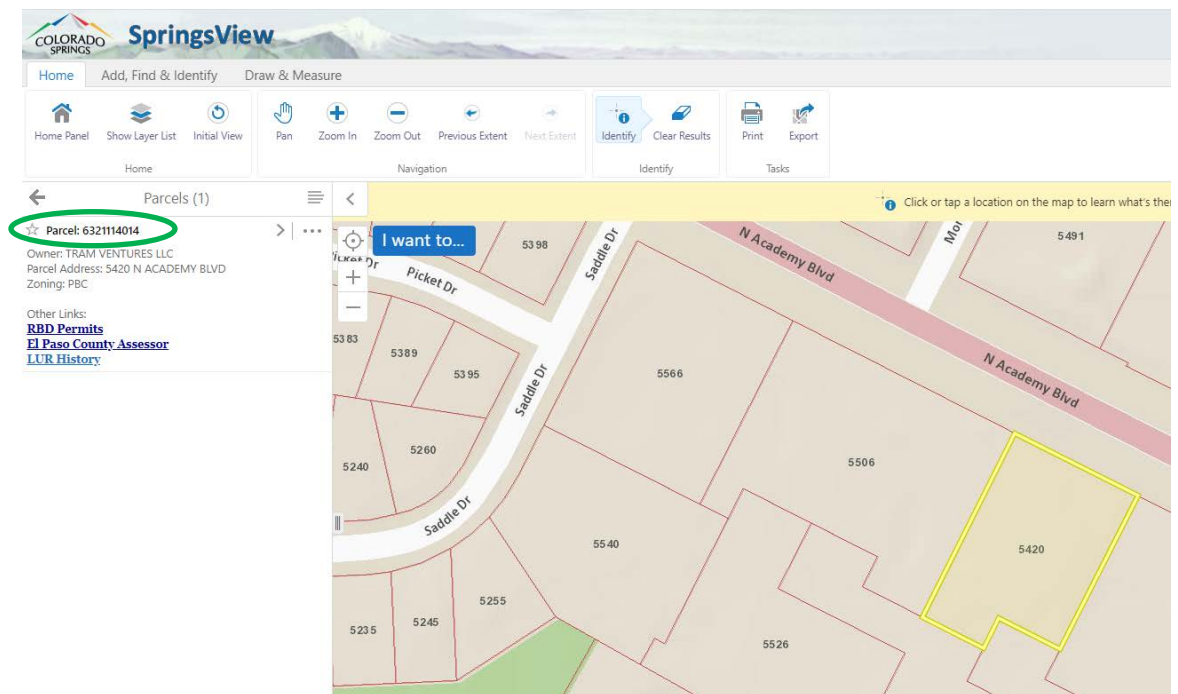 COLORADO
SPRINGS
SpringsView
Home Add, Find & Identify Draw & Measure
Home Panel Show Layer List Initial View Pan Zoom In Zoom Out Previous Extent Next Extent Identify Clear Results Print Export
Home Navigation Identify Tasks
Parcels (1)
Click or tap a location on the map to learn what's ther
Parcel: 6321114014
Owner: TRAM VENTURES LLC
Parcel Address: 5420 N ACADEMY BLVD
Zoning: PBC
Other Links:
RBD Permits
El Paso County Assessor
LUR History
I want to...
5398
Saddle Dr
N Academy Blvd
5491
Picket Dr
Picket Dr
5383
5389
5395
Saddle Dr
5566
N Academy Blvd
5240
5260
5506
Saddle Dr
5540
5420
5235
5245
5255
5526